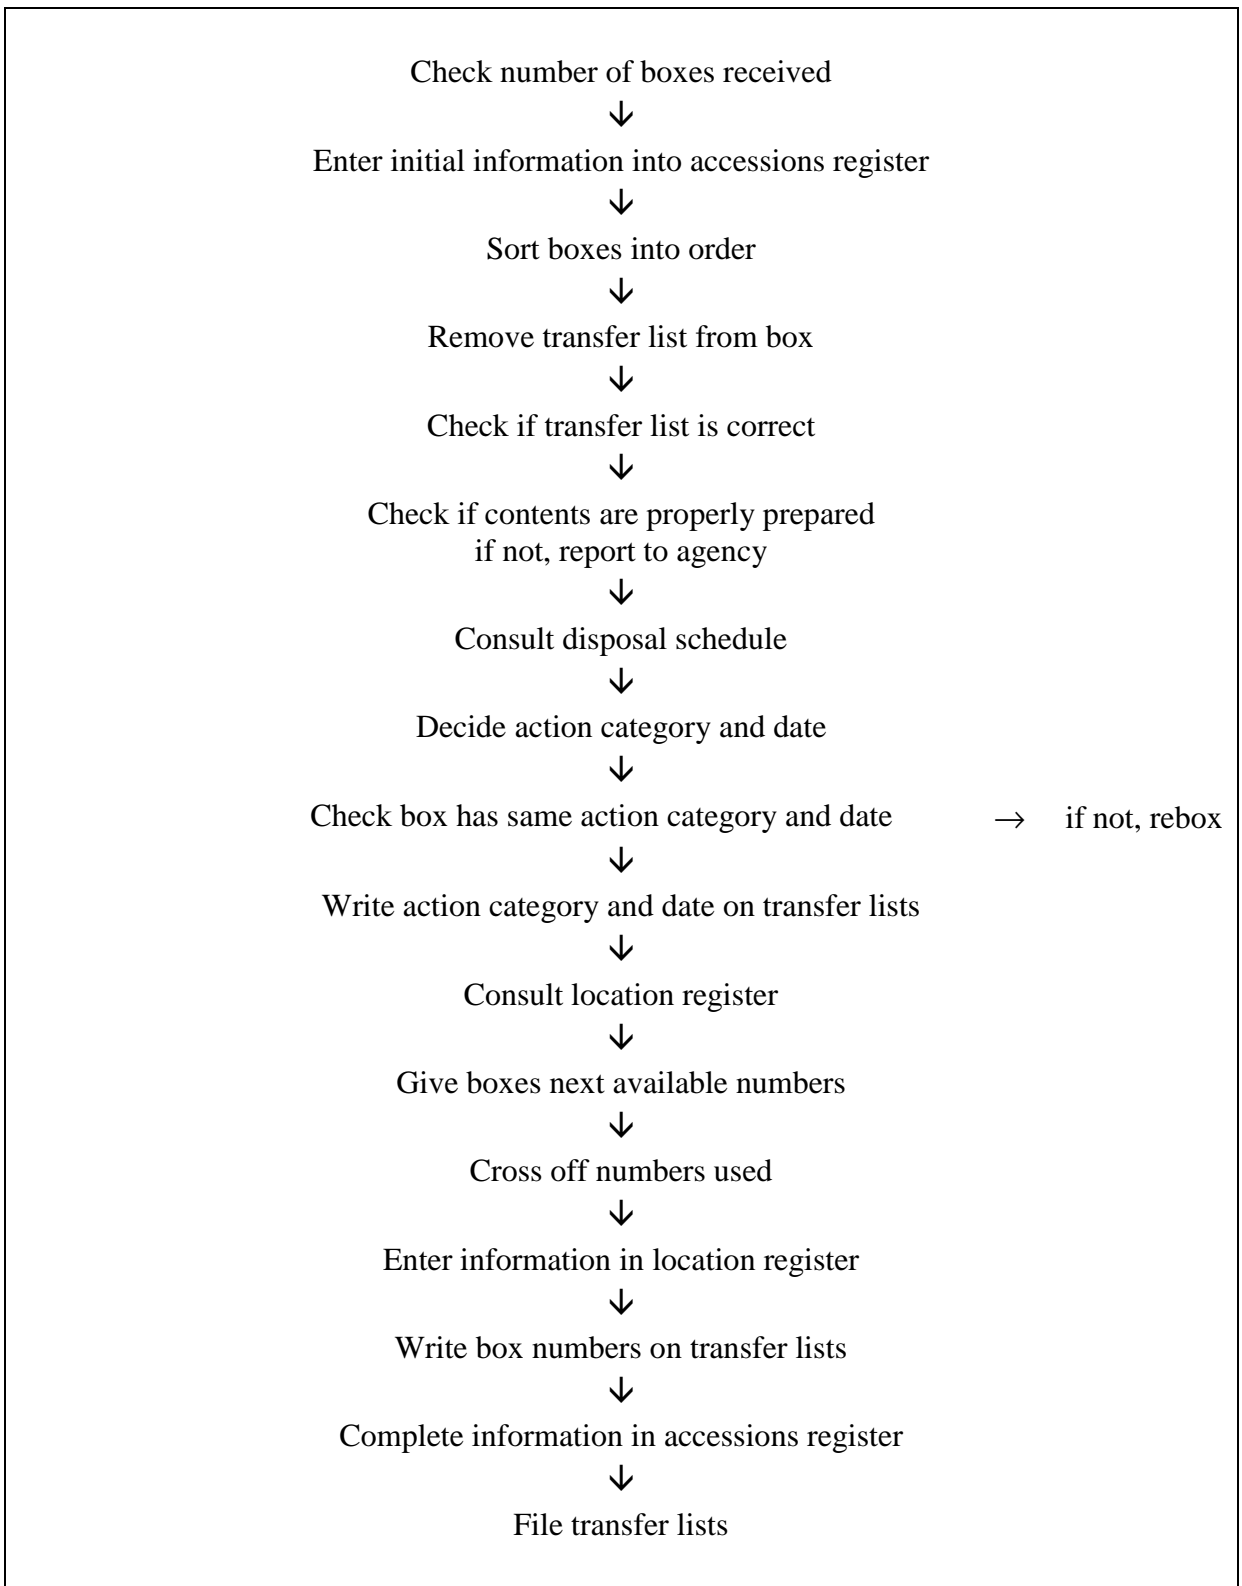 Check number of boxes received
↓
Enter initial information into accessions register
↓
Sort boxes into order
↓
Remove transfer list from box
↓
Check if transfer list is correct
↓
Check if contents are properly prepared
if not, report to agency
↓
Consult disposal schedule
↓
Decide action category and date
↓
Check box has same action category and date → if not, rebox
↓
Write action category and date on transfer lists
↓
Consult location register
↓
Give boxes next available numbers
↓
Cross off numbers used
↓
Enter information in location register
↓
Write box numbers on transfer lists
↓
Complete information in accessions register
↓
File transfer lists